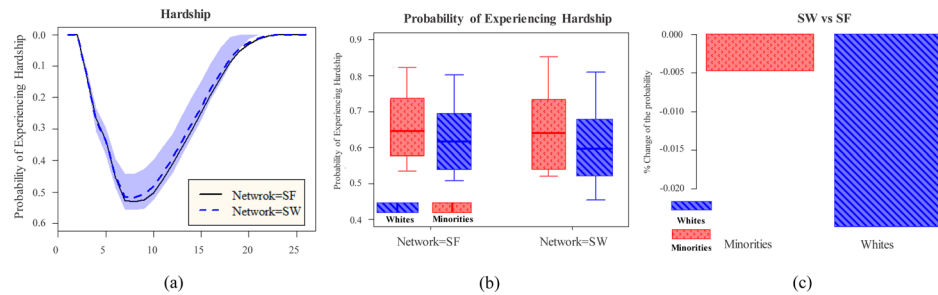 Hardship
Probability of Experiencing Hardship
0.0
0.1
0.2
0.3
0.4
0.5
0.6
0 5 10 15 20 25
Netwrok=SF
Network=SW
(a)
Probability of Experiencing Hardship
Probability of Experiencing Hardship
0.9
0.8
0.7
0.6
0.5
0.4
Whites Minorities
Network=SF Network=SW
(b)
SW vs SF
% Change of the probability
0.000
-0.005
-0.010
-0.015
-0.020
Whites
Minorities
Minorities Whites
(c)